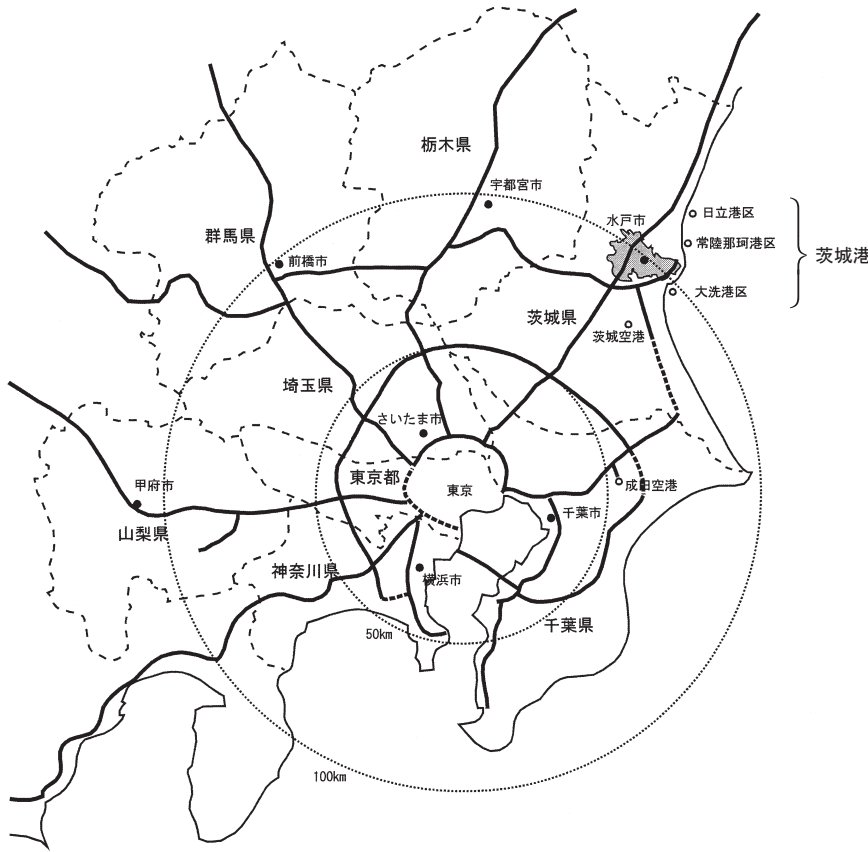 栃木県
宇都宮市
水戸市
日立港区
群馬県
常陸那珂港区
茨城港
前橋市
大洗港区
茨城県
茨城空港
埼玉県
さいたま市
東京都
東京
甲府市
成田空港
千葉市
山梨県
神奈川県
横浜市
千葉県
50km
100km